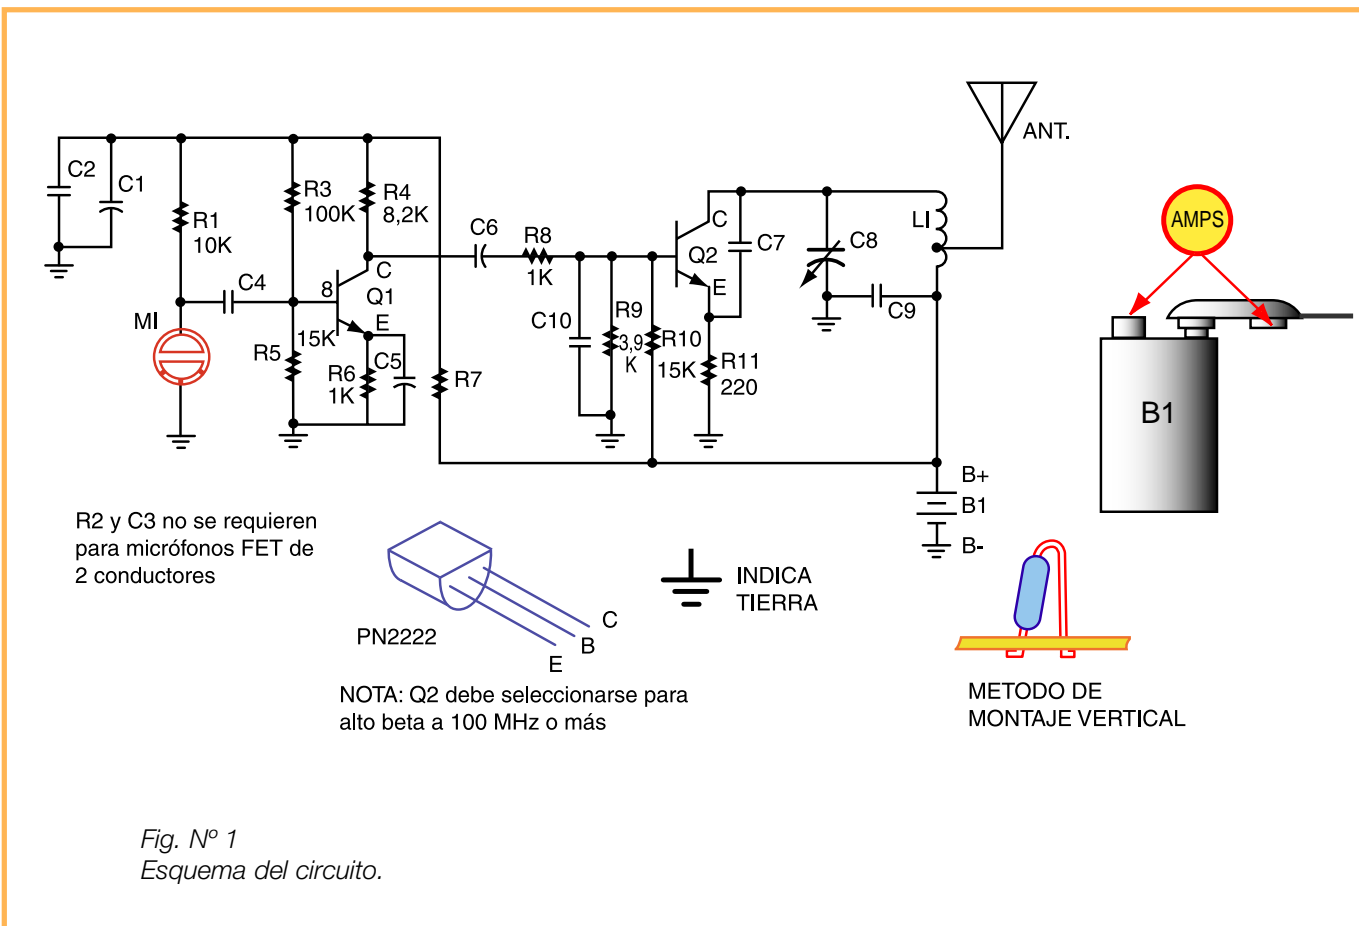 ANT.
C2
C1
R1
10K
R3
100K
R4
8,2K
C6
R8
1K
C
Q2
E
C7
C8
LI
AMPS
C4
8
C
Q1
E
MI
R5
15K
R6
1K
C5
R7
C10
R9
3,9
K
R10
15K
R11
220
C9
B1
B+
B1
B-
R2 y C3 no se requieren
para micrófonos FET de
2 conductores
PN2222
C
B
E
INDICA
TIERRA
NOTA: Q2 debe seleccionarse para
alto beta a 100 MHz o más
METODO DE
MONTAJE VERTICAL
Fig. Nº 1
Esquema del circuito.